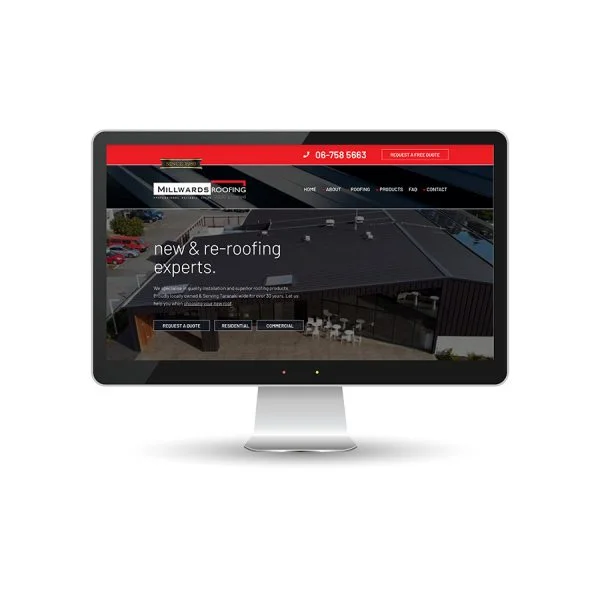 SINCE 1989
06-758 5663
REQUEST A FREE QUOTE
MILLWARDS ROOFING
HOME ABOUT ROOFING PRODUCTS FAQ CONTACT
new & re-roofing
experts.
We specialise in quality installation and superior roofing products.
Proudly locally owned & Serving Taranaki wide for over 30 years. Let us
help you when choosing your new roof.
REQUEST A QUOTE RESIDENTIAL COMMERCIAL